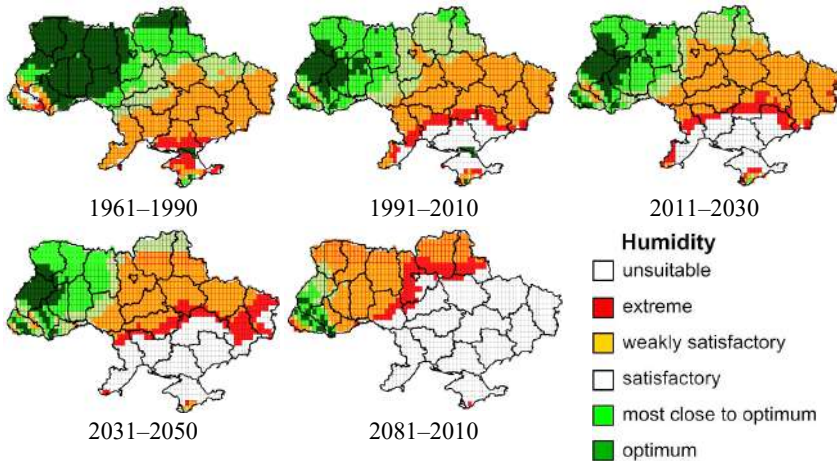 1961–1990
1991–2010
2011–2030
2031–2050
2081–2010
Humidity
unsuitable
extreme
weakly satisfactory
satisfactory
most close to optimum
optimum